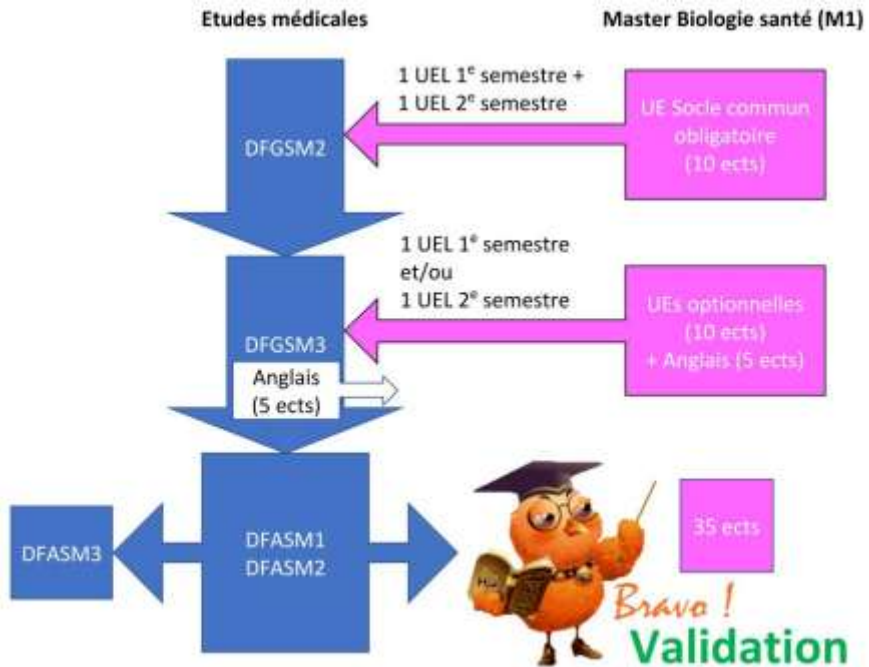 Etudes médicales
Master Biologie santé (M1)
1 UEL 1e semestre +
1 UEL 2e semestre
UE Socle commun
obligatoire
(10 ects)
DFGSM2
1 UEL 1e semestre
et/ou
1 UEL 2e semestre
UEs optionnelles
(10 ects)
+ Anglais (5 ects)
DFGSM3
Anglais
(5 ects)
DFASM3
DFASM1
DFASM2
35 ects
Bravo !
Validation